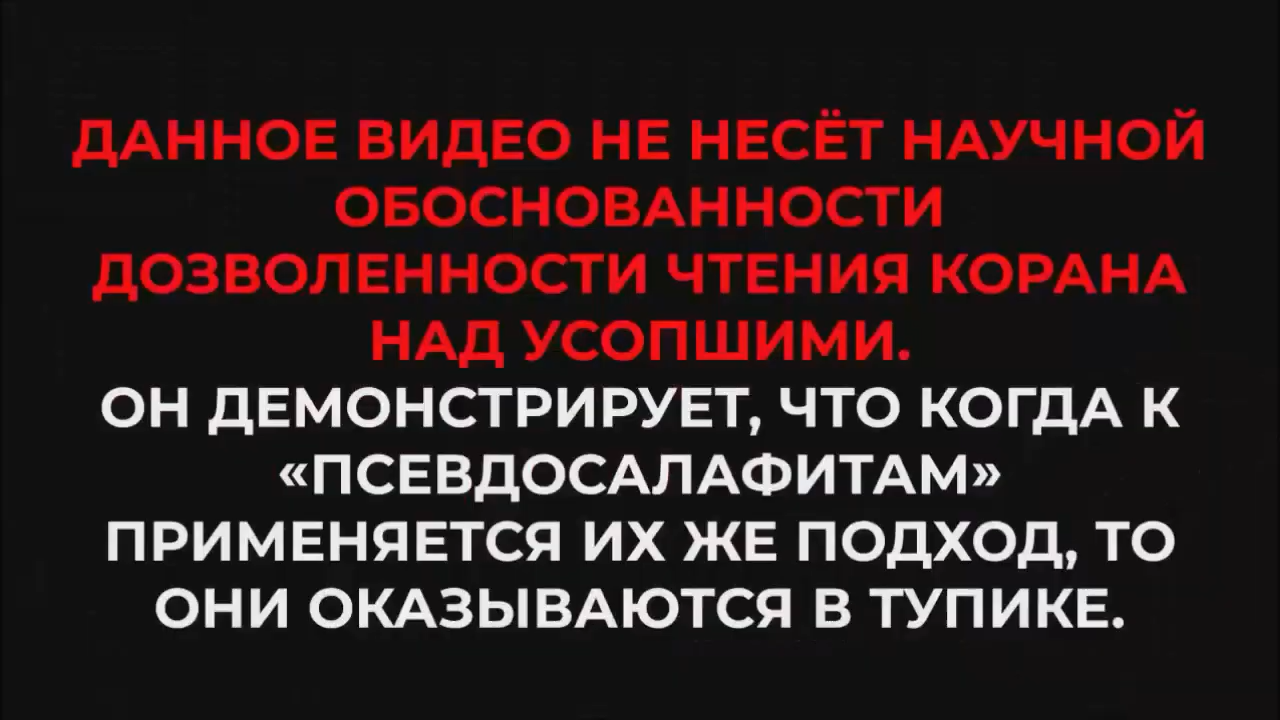 ДАННОЕ ВИДЕО НЕ НЕСЁТ НАУЧНОЙ
ОБОСНОВАННОСТИ
ДОЗВОЛЕННОСТИ ЧТЕНИЯ КОРАНА
НАД УСОПШИМИ.
ОН ДЕМОНСТРИРУЕТ, ЧТО КОГДА К
«ПСЕВДОСАЛАФИТАМ»
ПРИМЕНЯЕТСЯ ИХ ЖЕ ПОДХОД, ТО
ОНИ ОКАЗЫВАЮТСЯ В ТУПИКЕ.